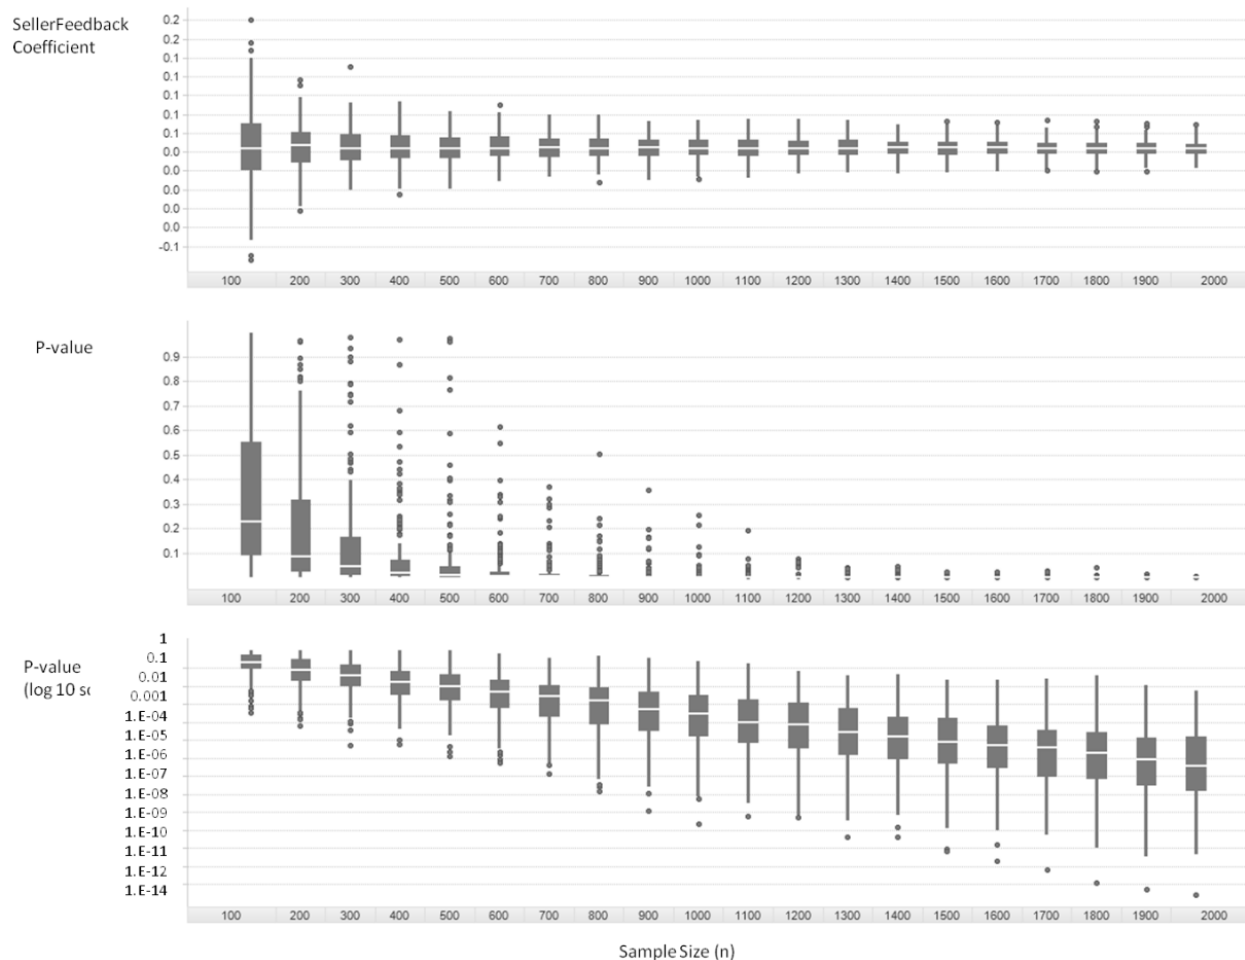 SellerFeedback
Coefficient
0.2
0.2
0.1
0.1
0.1
0.1
0.1
0.0
0.0
0.0
0.0
0.0
-0.1
100 200 300 400 500 600 700 800 900 1000 1100 1200 1300 1400 1500 1600 1700 1800 1900 2000
P-value
0.9
0.8
0.7
0.6
0.5
0.4
0.3
0.2
0.1
100 200 300 400 500 600 700 800 900 1000 1100 1200 1300 1400 1500 1600 1700 1800 1900 2000
P-value
(log 10 sc
1
0.1
0.01
0.001
1.E-04
1.E-05
1.E-06
1.E-07
1.E-08
1.E-09
1.E-10
1.E-11
1.E-12
1.E-14
100 200 300 400 500 600 700 800 900 1000 1100 1200 1300 1400 1500 1600 1700 1800 1900 2000
Sample Size (n)